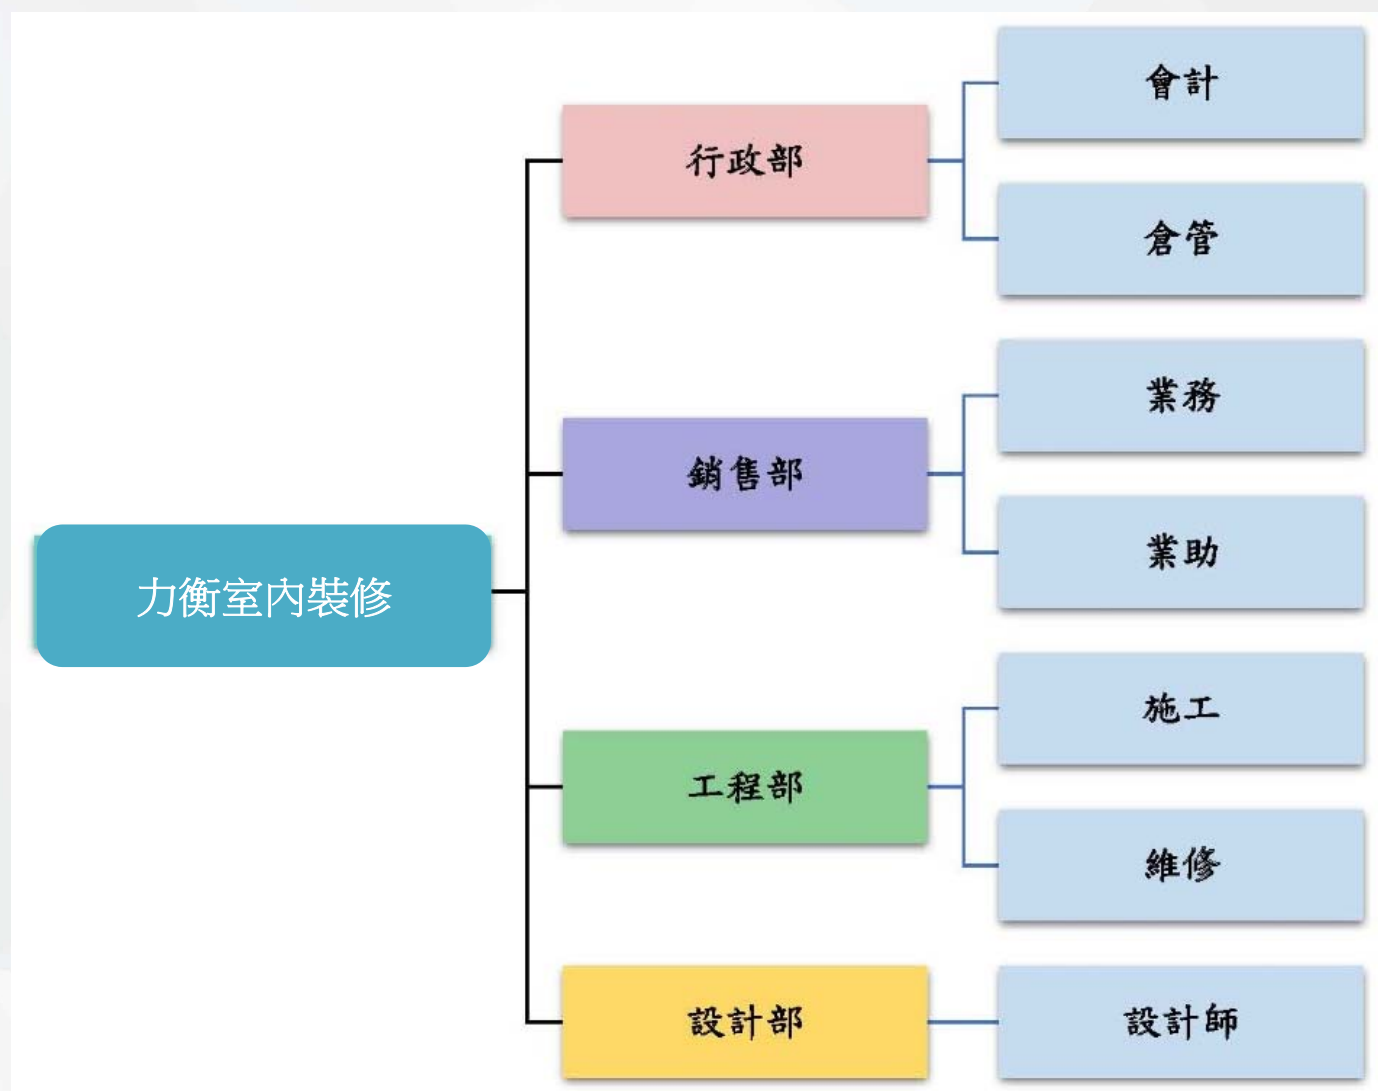 會計
行政部
倉管
業務
銷售部
業助
力衡室內裝修
施工
工程部
維修
設計部
設計師